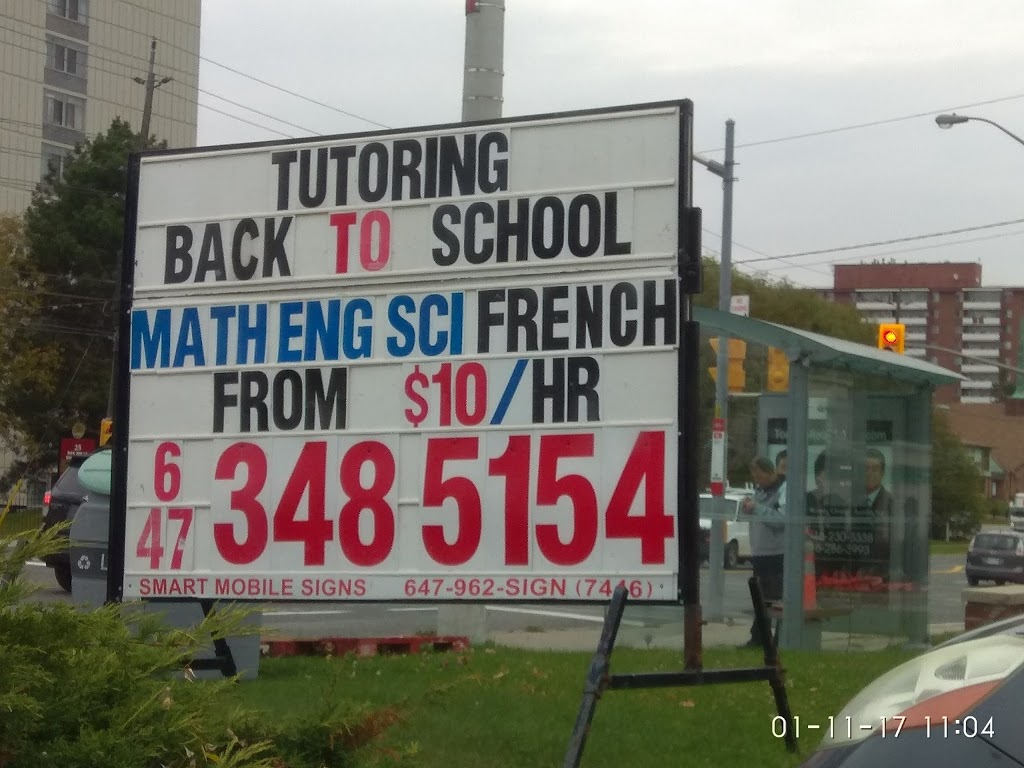 TUTORING
BACK TO SCHOOL
MATH ENG SCI FRENCH
FROM $10/HR
6
47 348 5154
SMART MOBILE SIGNS 647-962-SIGN (7446)
01-11-17 11:04